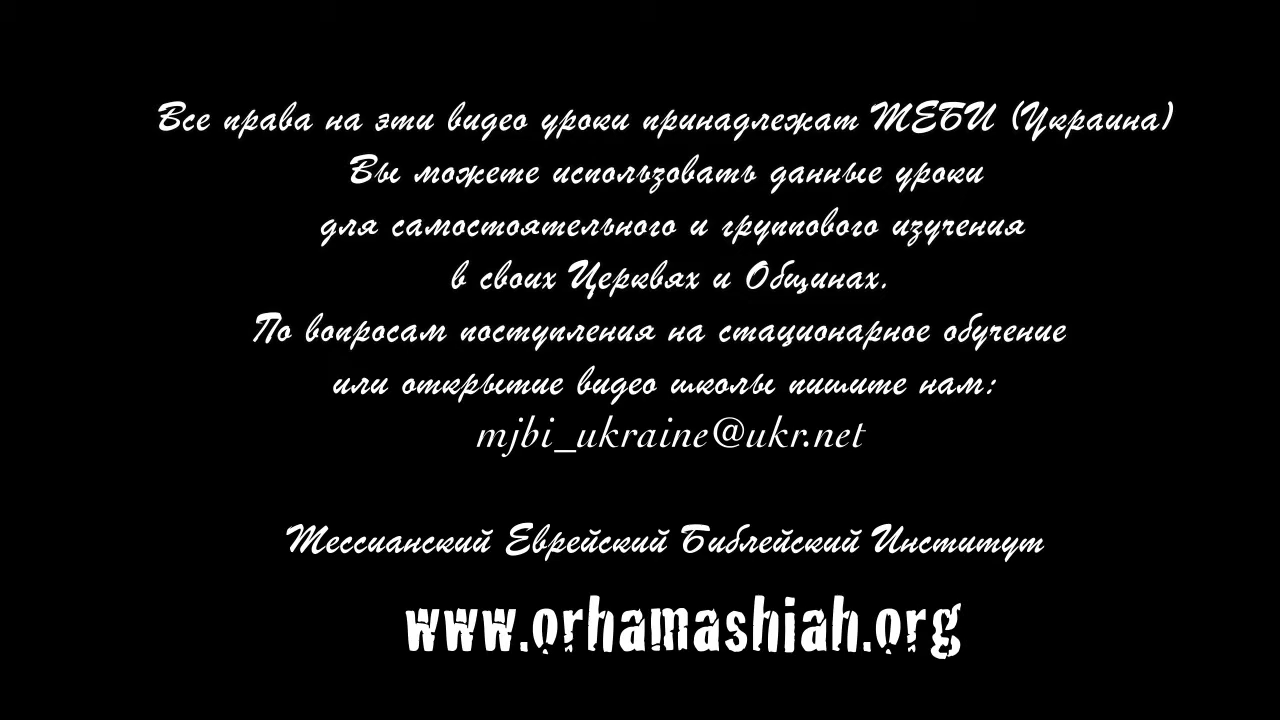 Все права на эти видео уроки принадлежат МЕБИ (Украина)
Вы можете использовать данные уроки
для самостоятельного и группового изучения
в своих Церквях и Общинах.
По вопросам поступления на стационарное обучение
или открытие видео школы пишите нам:
mjbi_ukraine@ukr.net
Мессианский Еврейский Библейский Институт
www.orhamashiah.org